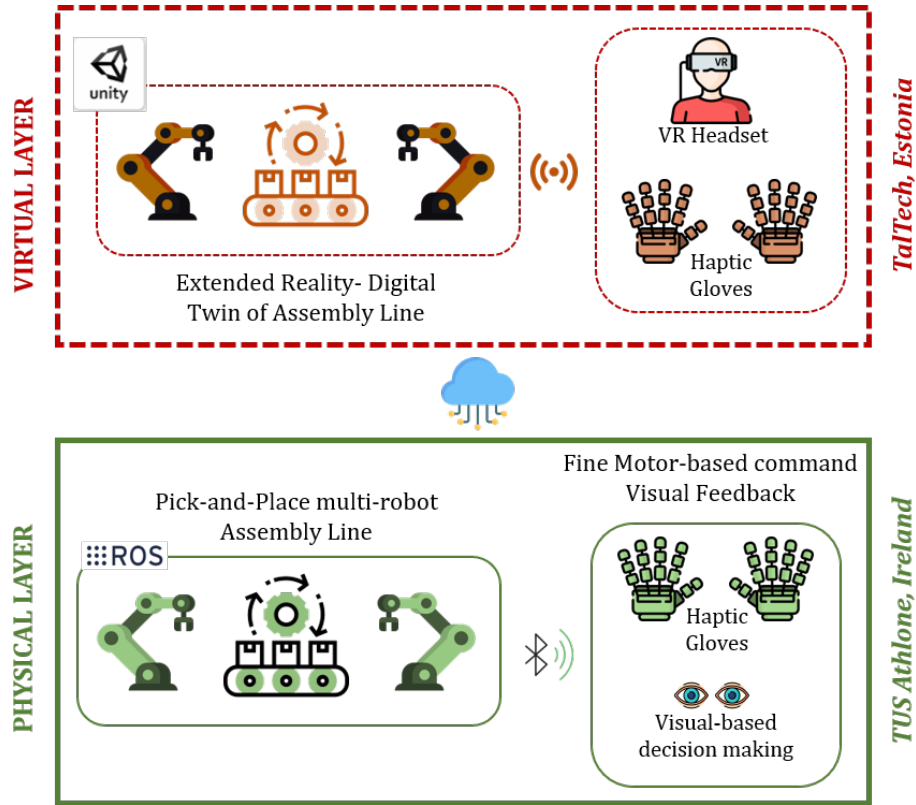 VIRTUAL LAYER
unity
VR
VR Headset
Haptic
Gloves
Extended Reality- Digital
Twin of Assembly Line
TalTech, Estonia
PHYSICAL LAYER
Pick-and-Place multi-robot
Assembly Line
ROS
Fine Motor-based command
Visual Feedback
Haptic
Gloves
Visual-based
decision making
TUS Athlone, Ireland